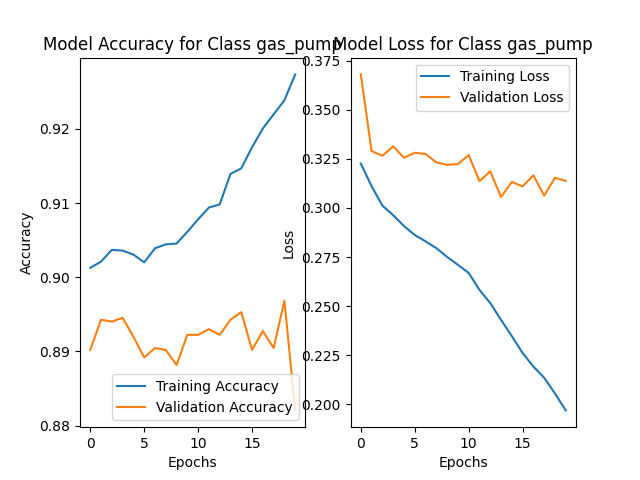 Model Accuracy for Class gas_pump
Model Loss for Class gas_pump
Accuracy
0.92
0.91
0.90
0.89
0.88
Training Accuracy
Validation Accuracy
0
5
10
15
Epochs
Loss
0.375
0.350
0.325
0.300
0.275
0.250
0.225
0.200
Training Loss
Validation Loss
0
5
10
15
Epochs